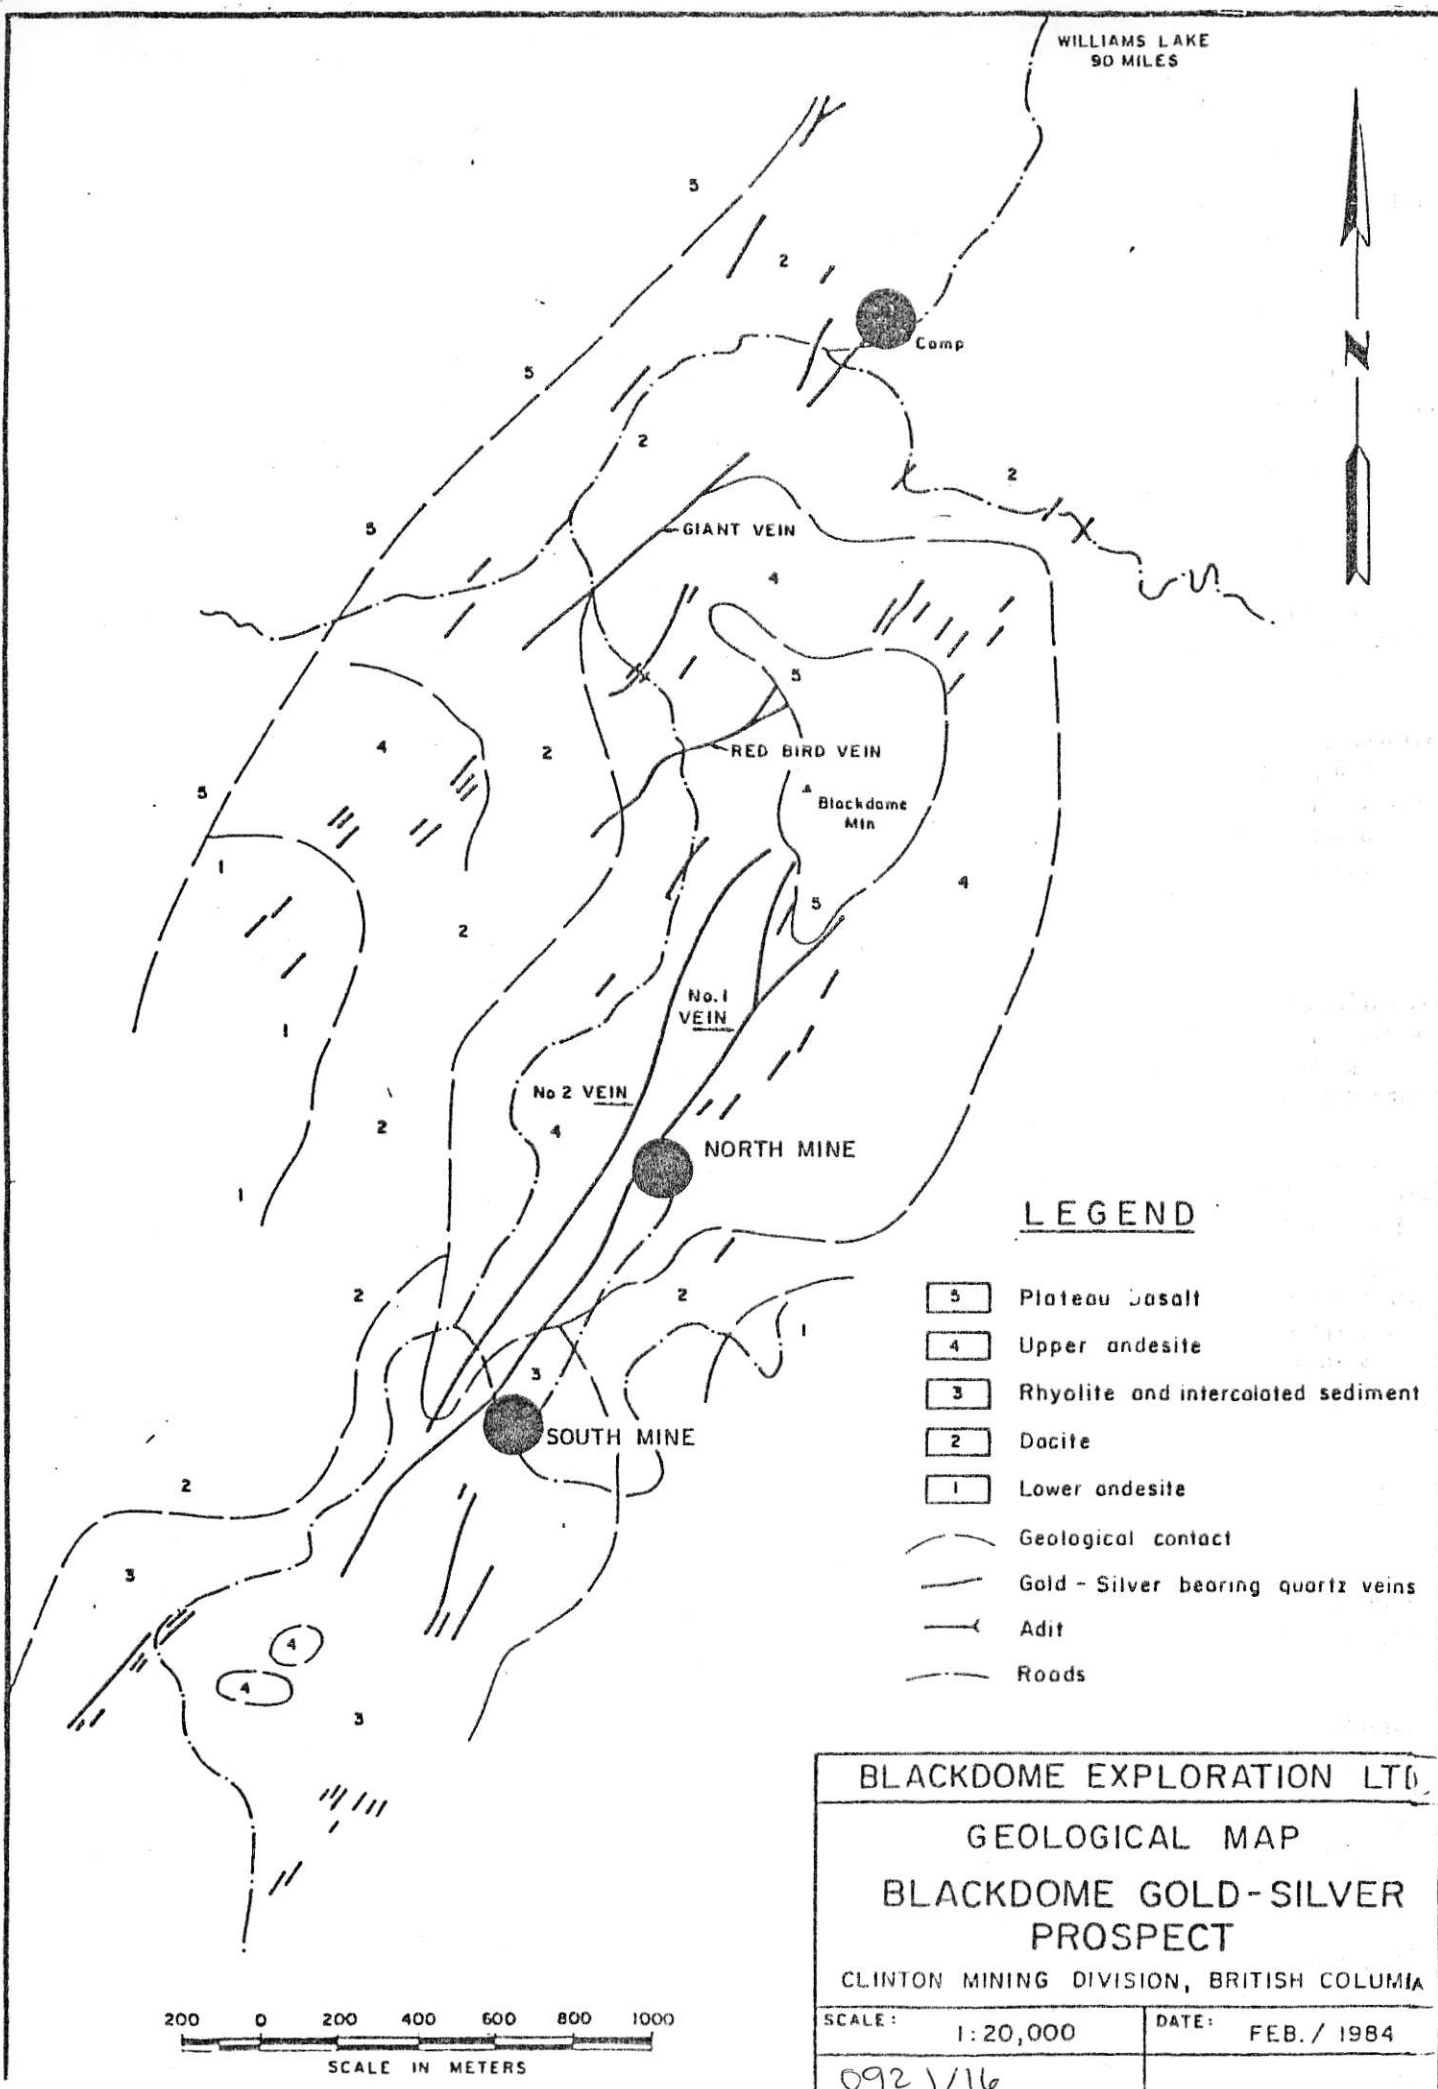 WILLIAMS LAKE
90 MILES
5
2
Camp
5
2
2
5
GIANT VEIN
4
N
5
4
2
RED BIRD VEIN
5
Blackdome
Mtn
1
4
5
2
No. 1
VEIN
1
No 2 VEIN
2
4
NORTH MINE
1
2
2
1
3
SOUTH MINE
2
3
4
4
3
LEGEND
5 Plateau
4 Upper andesite
3 Rhyolite and intercalated sediment
2 Dacite
1 Lower andesite
Geological contact
Gold - Silver bearing quartz veins
Adit
Roads
BLACKDOME EXPLORATION LTD.
GEOLOGICAL MAP
BLACKDOME GOLD-SILVER
PROSPECT
CLINTON MINING DIVISION, BRITISH COLUMIA
SCALE: 1:20,000
DATE: FEB. / 1984
200 0 200 400 600 800 1000
SCALE IN METERS